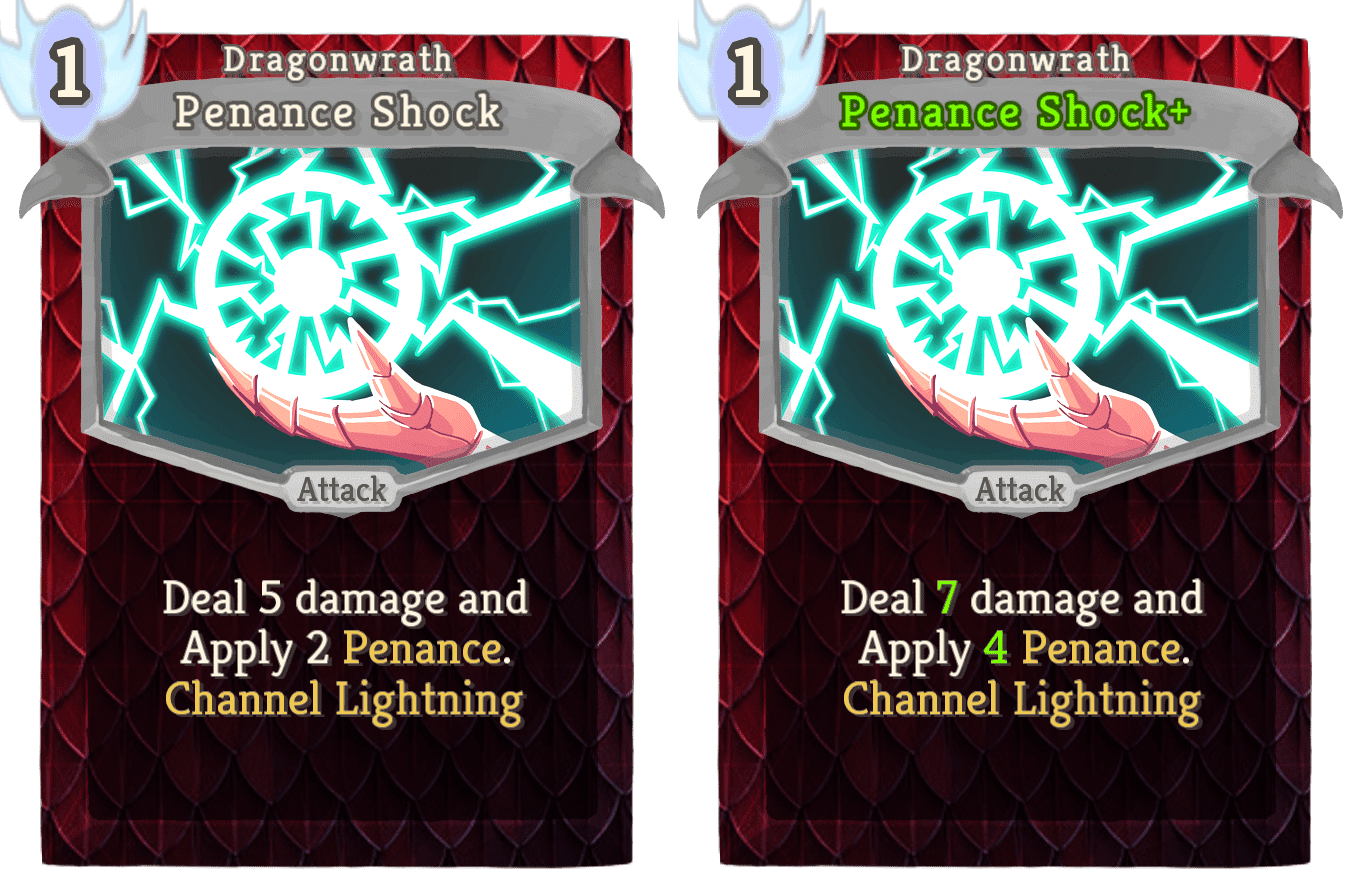 1
Dragonwrath
Penance Shock
Attack
Deal 5 damage and
Apply 2 Penance.
Channel Lightning
1
Dragonwrath
Penance Shock+
Attack
Deal 7 damage and
Apply 4 Penance.
Channel Lightning